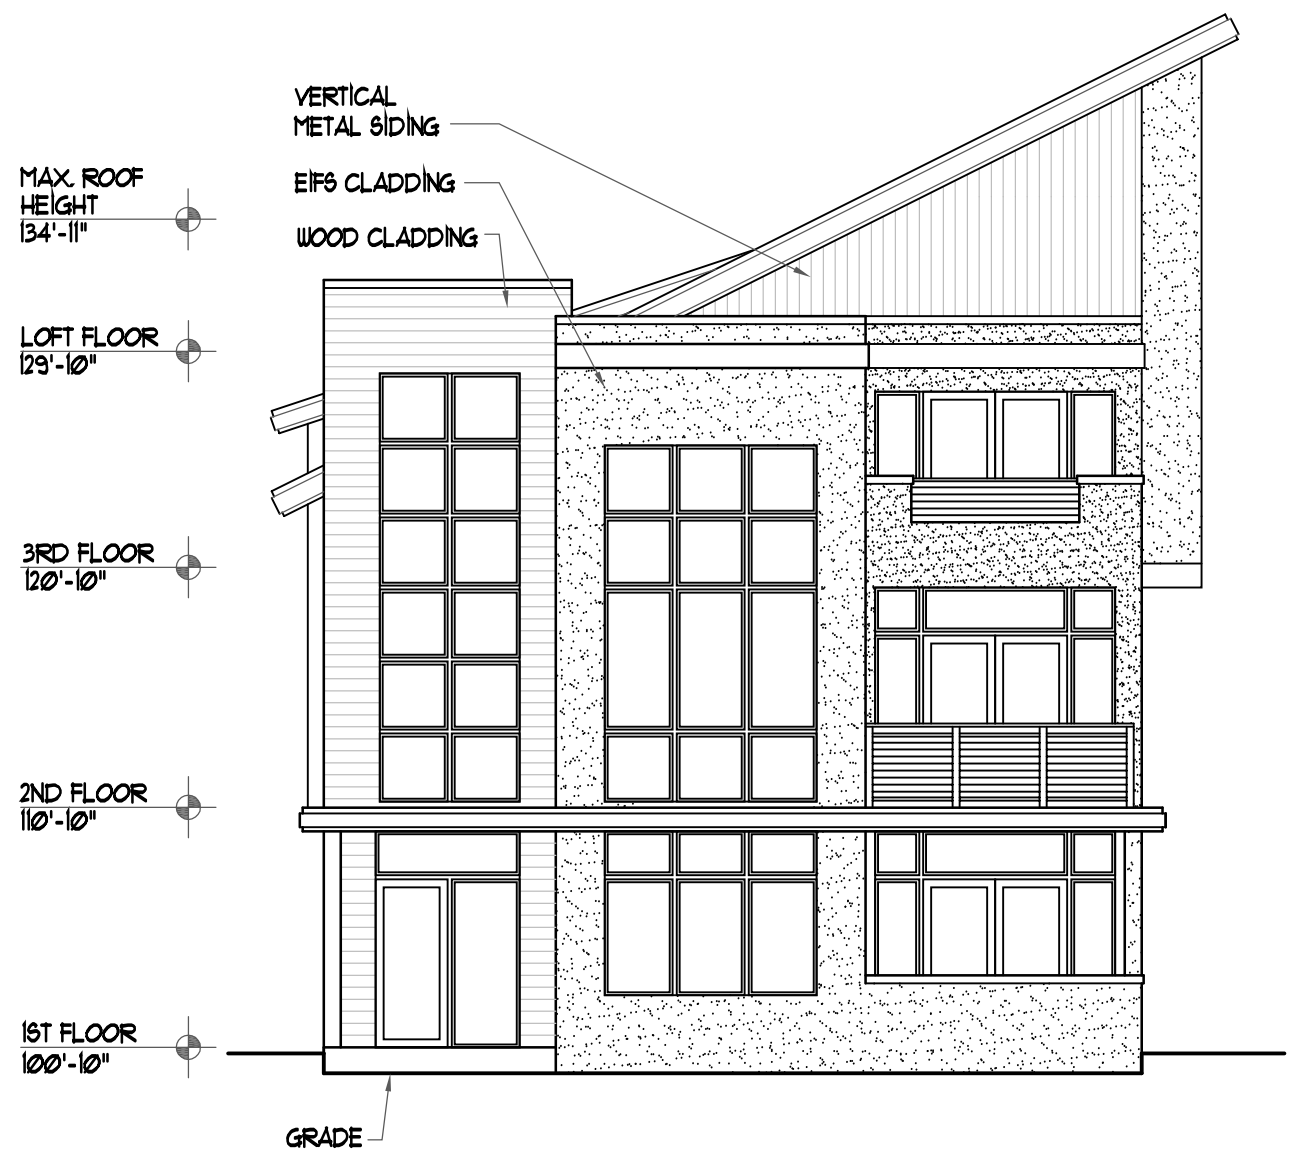 VERTICAL
METAL SIDING
EIFS CLADDING
WOOD CLADDING
MAX. ROOF
HEIGHT
134'-11"
LOFT FLOOR
129'-10"
3RD FLOOR
120'-10"
2ND FLOOR
110'-10"
1ST FLOOR
100'-10"
GRADE